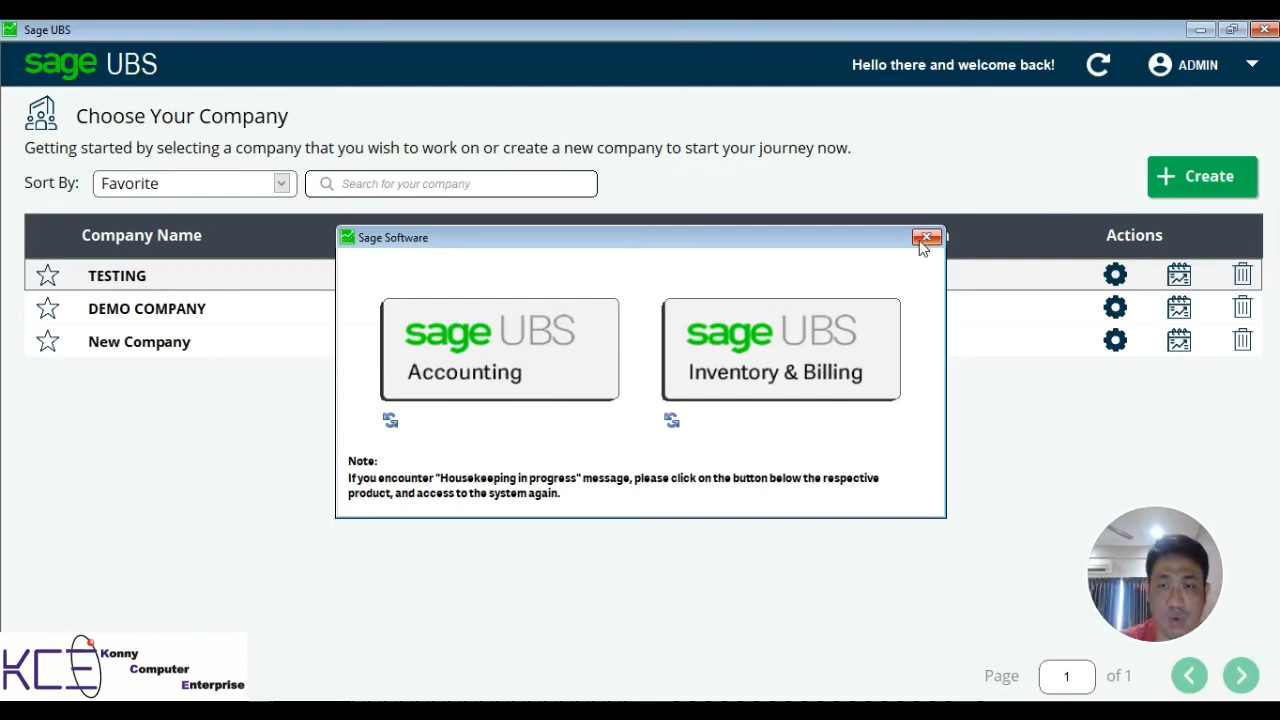 Sage UBS
sage UBS
Hello there and welcome back!
ADMIN
Choose Your Company
Getting started by selecting a company that you wish to work on or create a new company to start your journey now.
Sort By:
Favorite
Search for your company
+ Create
Company Name
Actions
TESTING
DEMO COMPANY
New Company
Sage Software
sage UBS
Accounting
sage UBS
Inventory & Billing
Note:
If you encounter "Housekeeping in progress" message, please click on the button below the respective
product, and access to the system again.
KCE
Konny
Computer
Enterprise
Page
1
of 1